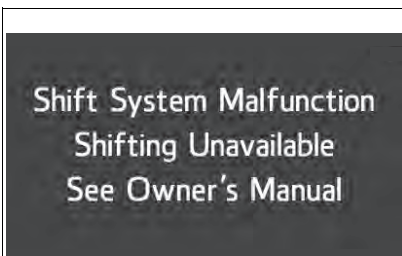 Shift System Malfunction
Shifting Unavailable
See Owner's Manual